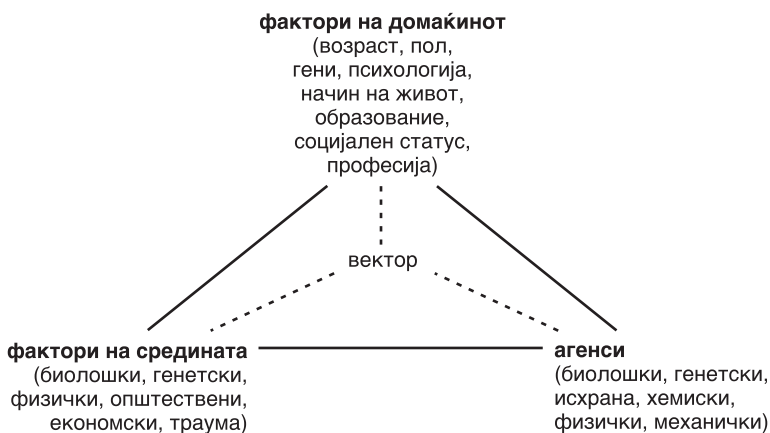 фактори на домаќинот
(возраст, пол,
гени, психологија,
начин на живот,
образование,
социјален статус,
професија)
вектор
фактори на средината
(биолошки, генетски,
физички, општествени,
економски, траума)
агенси
(биолошки, генетски,
исхрана, хемиски,
физички, механички)